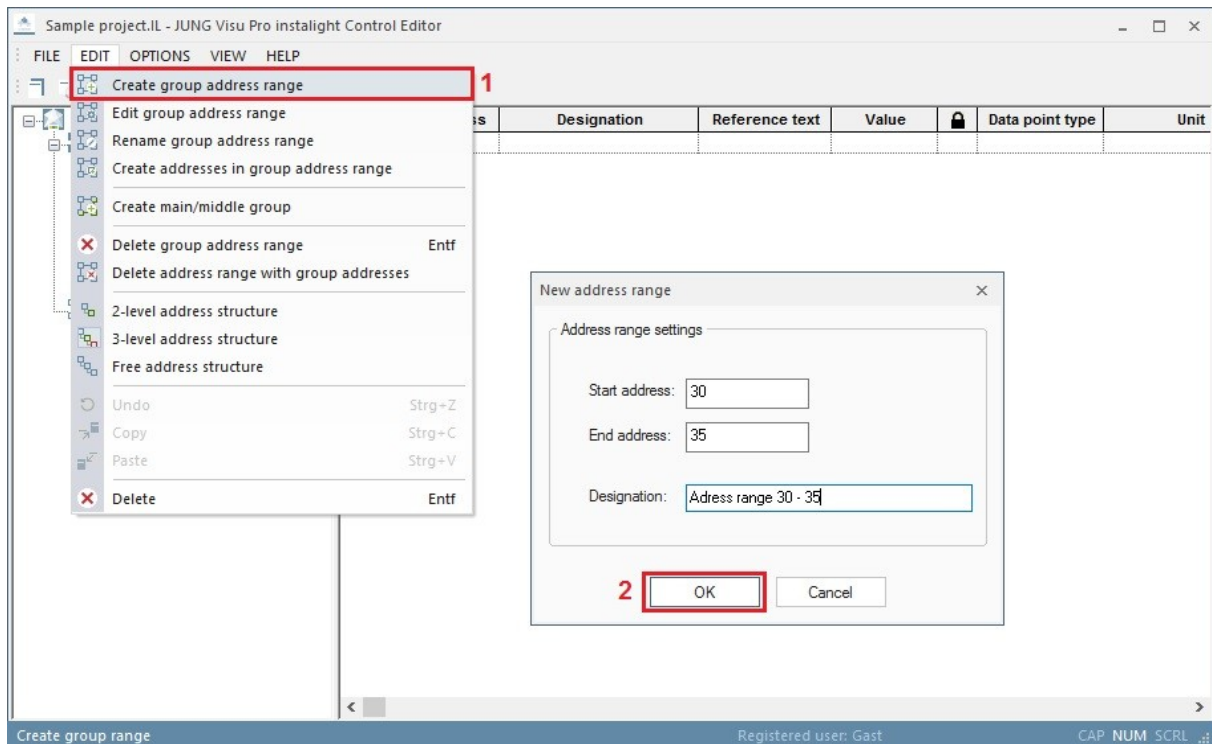 Sample project.IL - JUNG Visu Pro instalight Control Editor
FILE EDIT OPTIONS VIEW HELP
Create group address range 1
Edit group address range
Rename group address range
Create addresses in group address range
Create main/middle group
Delete group address range Entf
Delete address range with group addresses
2-level address structure
3-level address structure
Free address structure
Undo Strg+Z
Copy Strg+C
Paste Strg+V
Delete Entf
ss Designation Reference text Value Data point type Unit
New address range
Address range settings
Start address: 30
End address: 35
Designation: Adress range 30 - 35
2 OK Cancel
Create group range Registered user: Gast CAP NUM SCRL